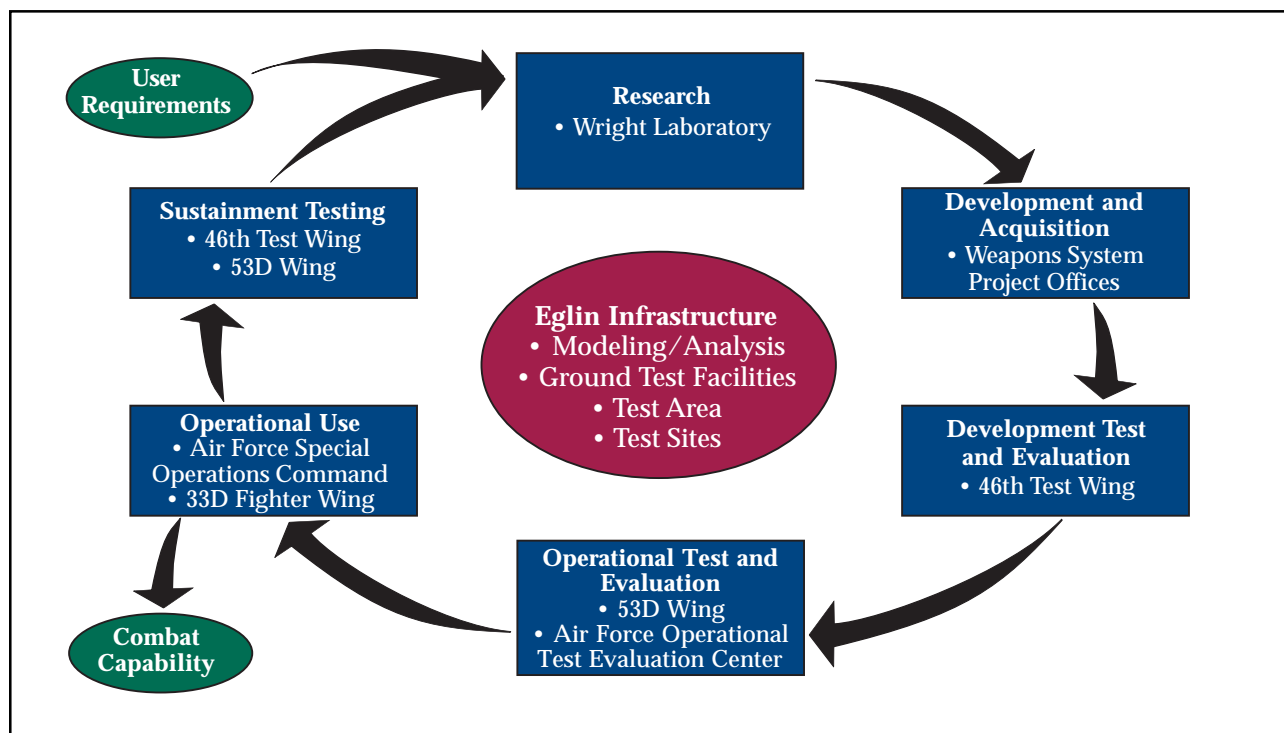 User
Requirements
Research
• Wright Laboratory
Development and
Acquisition
• Weapons System
Project Offices
Development Test
and Evaluation
• 46th Test Wing
Operational Test and
Evaluation
• 53D Wing
• Air Force Operational
Test Evaluation Center
Operational Use
• Air Force Special
Operations Command
• 33D Fighter Wing
Combat
Capability
Sustainment Testing
• 46th Test Wing
• 53D Wing
Eglin Infrastructure
• Modeling/Analysis
• Ground Test Facilities
• Test Area
• Test Sites